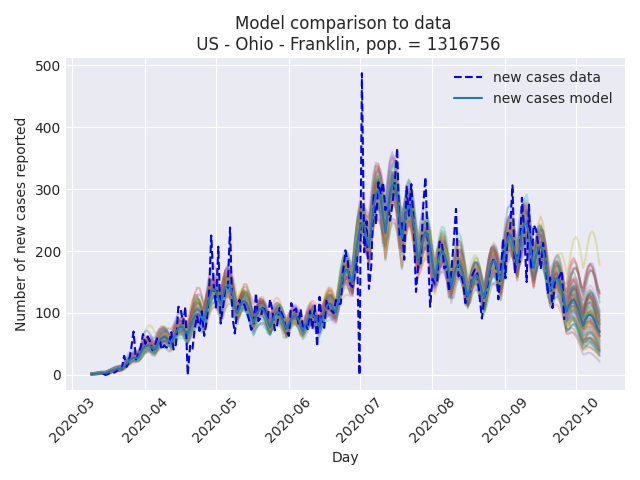 Model comparison to data
US - Ohio - Franklin, pop. = 1316756
Number of new cases reported
500
400
300
200
100
0
new cases data
new cases model
2020-03
2020-04
2020-05
2020-06
2020-07
2020-08
2020-09
2020-10
Day